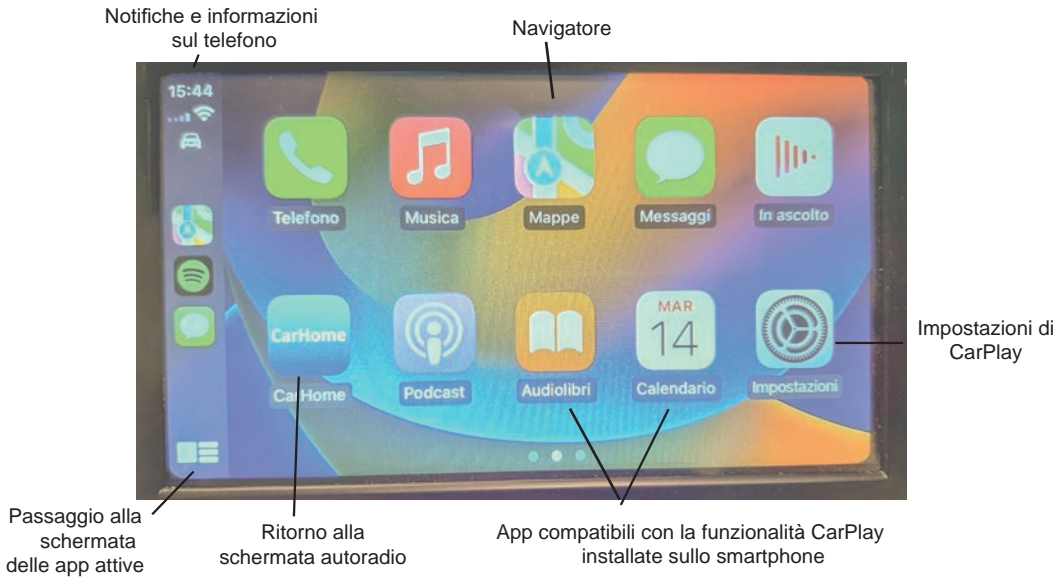 Notifiche e informazioni
sul telefono
Navigatore
15:44
Telefono
Musica
Mappe
Messaggi
In ascolto
CarHome
MAR
14
CarHome
Podcast
Audiolibri
Calendario
Impostazioni
Impostazioni di
CarPlay
Passaggio alla
schermata
delle app attive
Ritorno alla
schermata autoradio
App compatibili con la funzionalità CarPlay
installate sullo smartphone